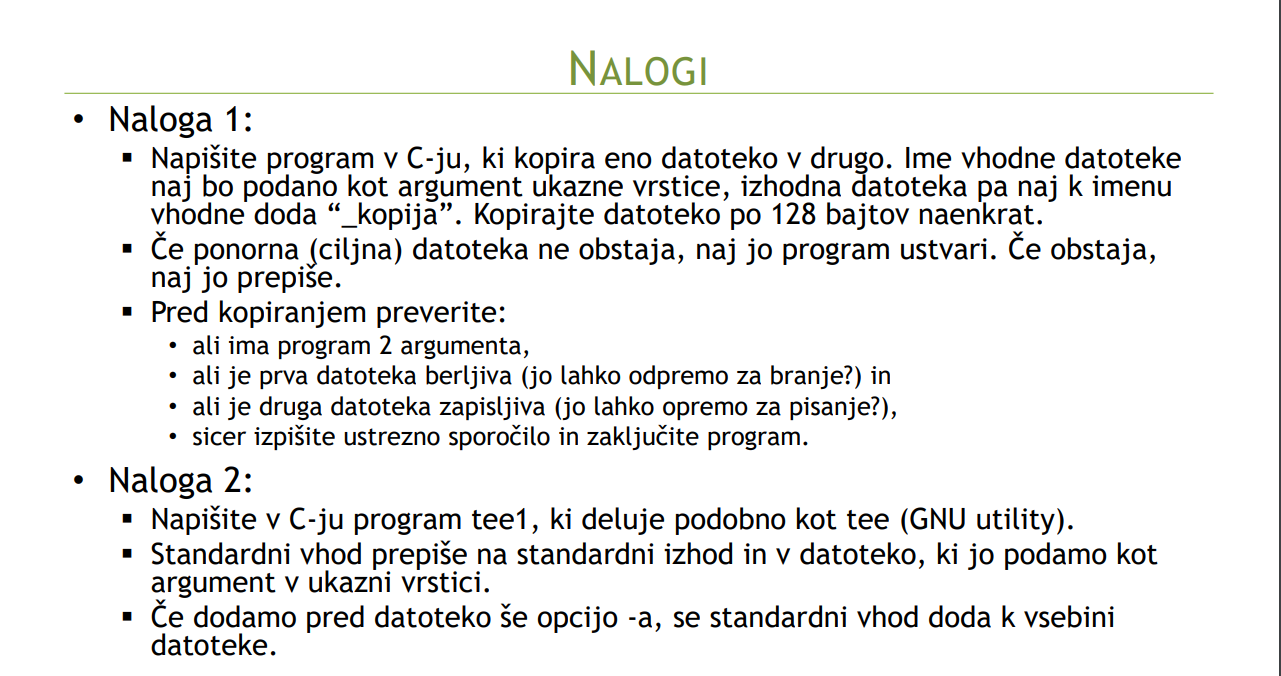 NALOGI
• Naloga 1:
▪ Napišite program v C-ju, ki kopira eno datoteko v drugo. Ime vhodne datoteke
naj bo podano kot argument ukazne vrstice, izhodna datoteka pa naj k imenu
vhodne doda “_kopija”. Kopirajte datoteko po 128 bajtov naenkrat.
▪ Če ponorna (ciljna) datoteka ne obstaja, naj jo program ustvari. Če obstaja,
naj jo prepiše.
▪ Pred kopiranjem preverite:
• ali ima program 2 argumenta,
• ali je prva datoteka berljiva (jo lahko odpremo za branje?) in
• ali je druga datoteka zapisljiva (jo lahko opremo za pisanje?),
• sicer izpišite ustrezno sporočilo in zaključite program.
• Naloga 2:
▪ Napišite v C-ju program tee1, ki deluje podobno kot tee (GNU utility).
▪ Standardni vhod prepiše na standardni izhod in v datoteko, ki jo podamo kot
argument v ukazni vrstici.
▪ Če dodamo pred datoteko še opcijo -a, se standardni vhod doda k vsebini
datoteke.